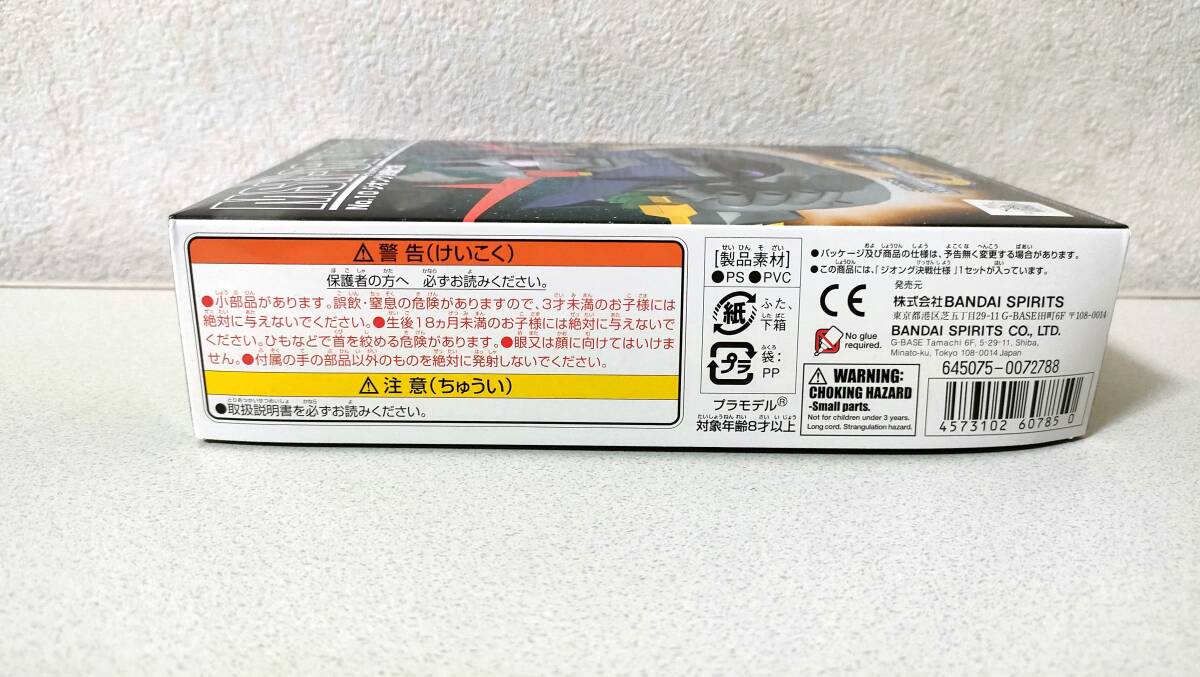 No.10
⚠警告(けいこく)
保護者の方へ 必ずお読みください。
●小部品があります。誤飲・窒息の危険がありますので、3才未満のお子様には
絶対に与えないでください。●生後18ヵ月未満のお子様には絶対に与えないで
ください。ひもなどで首を絞める危険があります。●眼又は顔に向けてはいけま
せん。●付属の手の部品以外のものを絶対に発射しないでください。
⚠注意(ちゅうい)
●取扱説明書を必ずお読みください。
[製品素材]
●PS●PVC
紙
ふた、
下箱
プラ
袋:
PP
プラモデル®
対象年齢8才以上
●パッケージ及び商品の仕様は、予告無く変更する場合があります。
●この商品には、「ジオング決戦仕様」1セットが入っています。
CE
発売元
株式会社BANDAI SPIRITS
東京都港区芝五丁目29-11 G-BASE田町6F 〒108-0014
BANDAI SPIRITS CO., LTD.
G-BASE Tamachi 6F, 5-29-11, Shiba,
Minato-ku, Tokyo 108-0014 Japan
No glue
required.
645075-0072788
⚠WARNING:
CHOKING HAZARD
-Small parts.
Not for children under 3 years.
Long cord. Strangulation hazard.
4573102 60785 0